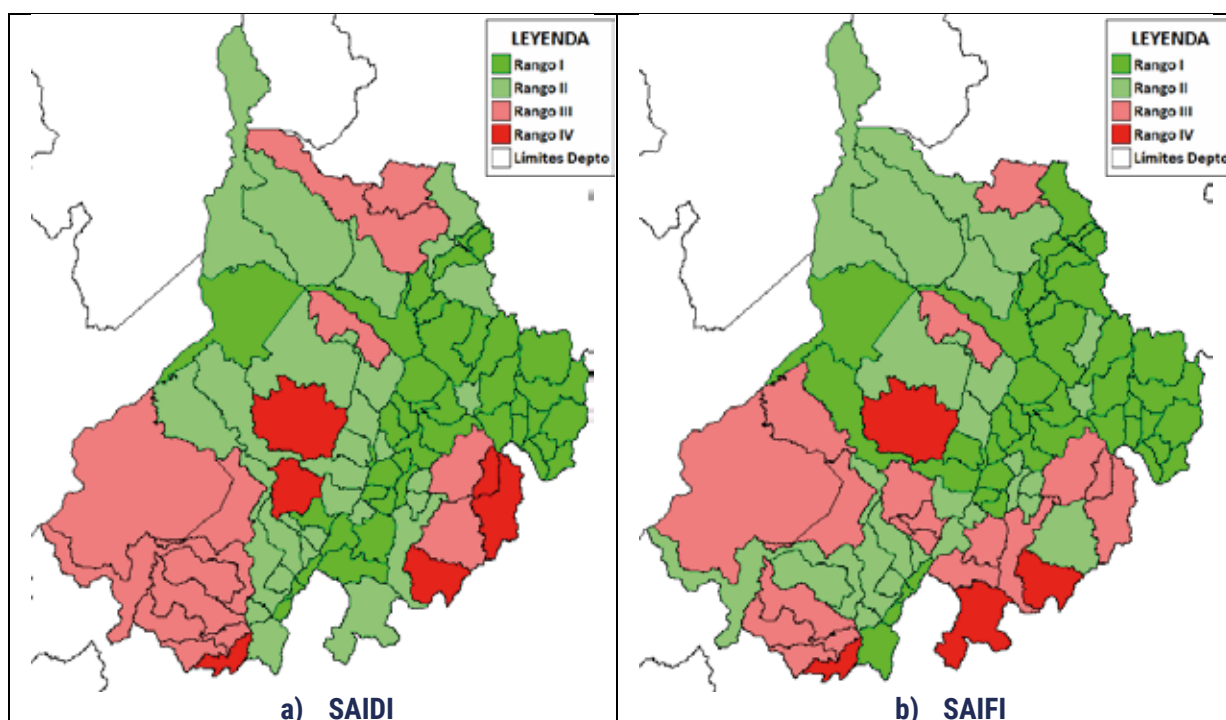 LEYENDA
Rango I
Rango II
Rango III
Rango IV
Límites Depto
LEYENDA
Rango I
Rango II
Rango III
Rango IV
Límites Depto
a) SAIDI
b) SAIFI